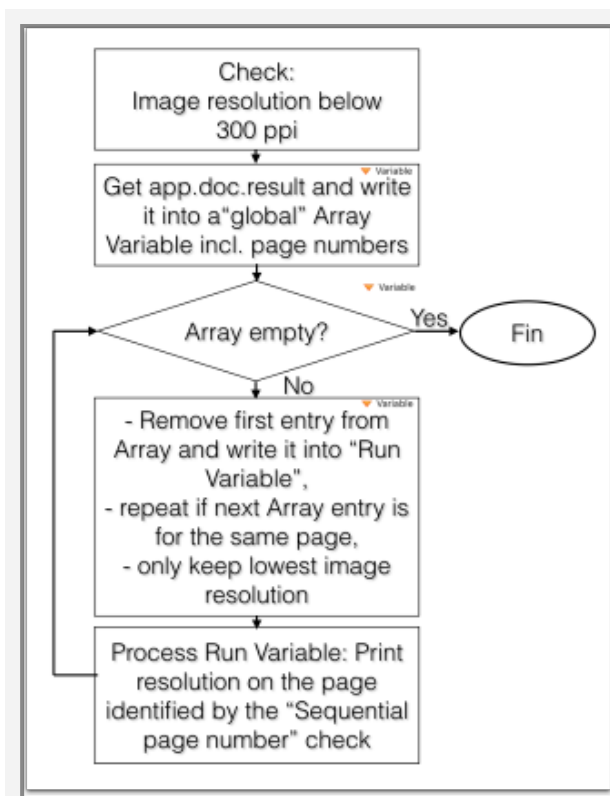 Check:
Image resolution below
300 ppi
Variable
Get app.doc.result and write
it into a“global” Array
Variable incl. page numbers
Variable
Array empty?
Yes
Fin
No
Variable
- Remove first entry from
Array and write it into “Run
Variable”,
- repeat if next Array entry is
for the same page,
- only keep lowest image
resolution
Process Run Variable: Print
resolution on the page
identified by the “Sequential
page number” check